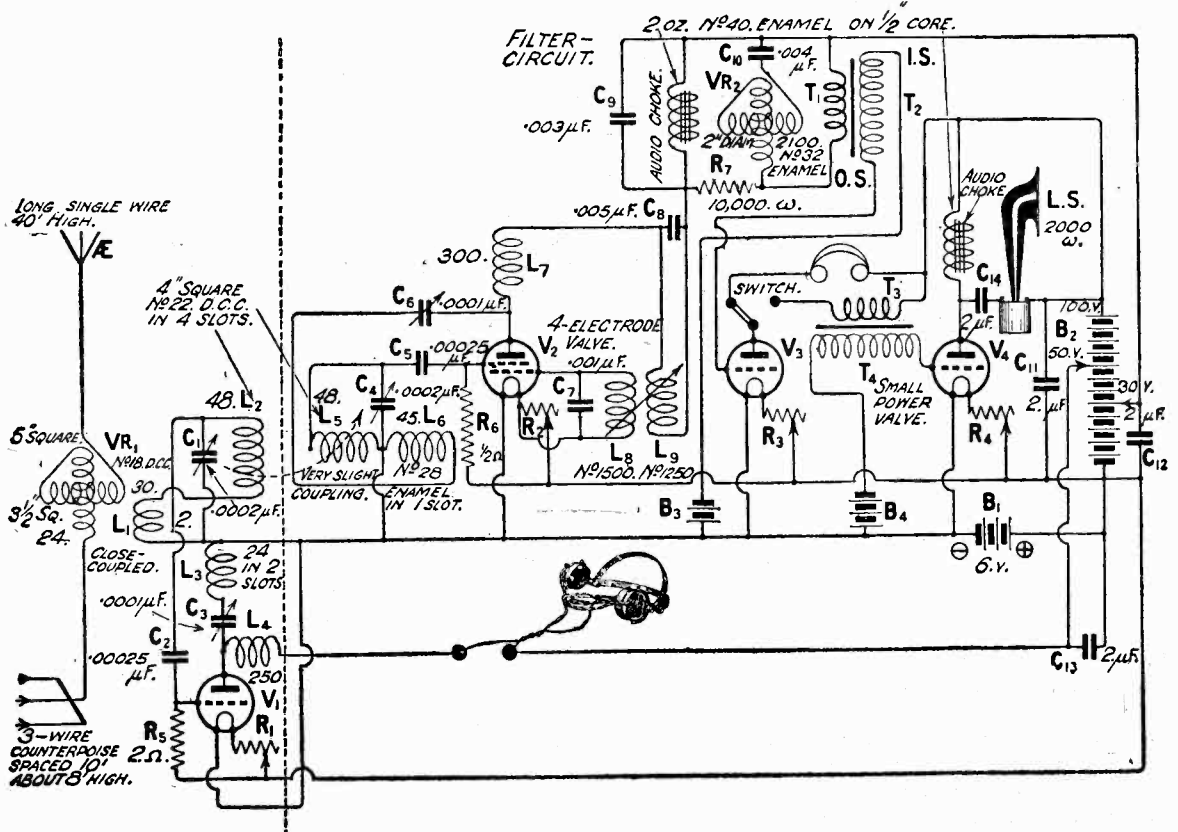 2 OZ. Nº40. ENAMEL ON 1/2" CORE.
FILTER-
CIRCUIT.
C10
.004
µF.
I.S.
VR2
T1
T2
C9
.003µF.
AUDIO CHOKE.
2" DIAM
2100.
Nº32
ENAMEL
R7
O.S.
10,000. ω.
LONG SINGLE WIRE
40' HIGH.
Æ
.005µF.
C8
AUDIO
CHOKE
L.S.
2000
ω.
300.
L7
4" SQUARE
Nº22. D.C.C.
IN 4 SLOTS.
C6
.0001µF.
SWITCH.
T3
C14
2µF.
100.V.
B2
4-ELECTRODE
VALVE.
C5
.00025
µF.
V2
V3
V4
50.V.
C11
.001µF.
48.
L2
48.
L5
C4
.0002µF.
45.
L6
C7
T4
SMALL
POWER
VALVE.
30 V.
2.
µF.
2
µF.
6" SQUARE
VR1
Nº18.D.C.C.
C1
R6
1/2Ω
R2
R3
R4
C12
30.
VERY SLIGHT
COUPLING.
Nº28
ENAMEL
IN 1 SLOT.
L8
L9
Nº1500.
Nº1250
.0002µF.
3 1/2" SQ.
24.
L1
2.
B3
B4
B1
CLOSE-
COUPLED.
L3
24
IN 2
SLOTS
⊖
⊕
6.V.
.0001µF.
C3
L4
C2
.00025
µF.
250
C13
2µF.
V1
R5
2Ω.
R1
3-WIRE
COUNTERPOISE
SPACED 10'
ABOUT 8' HIGH.